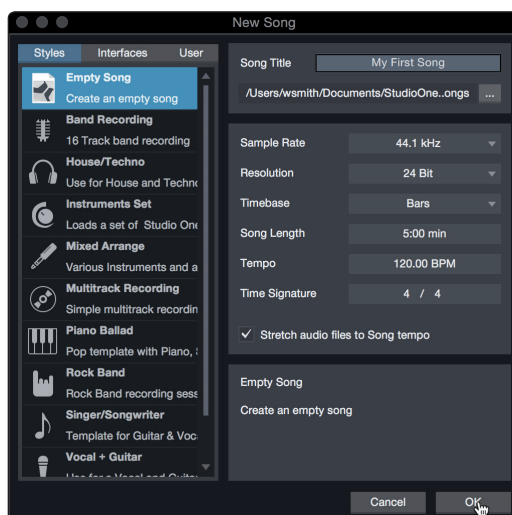 New Song
Styles Interfaces User
Empty Song
Create an empty song
Band Recording
16 Track band recording
House/Techno
Use for House and Techno
Instruments Set
Loads a set of Studio One
Mixed Arrange
Various Instruments and a
Multitrack Recording
Simple multitrack recordin
Piano Ballad
Pop template with Piano,
Rock Band
Rock Band recording sess
Singer/Songwriter
Template for Guitar & Voc
Vocal + Guitar
Song Title My First Song
/Users/wsmith/Documents/StudioOne..ongs ...
Sample Rate 44.1 kHz
Resolution 24 Bit
Timebase Bars
Song Length 5:00 min
Tempo 120.00 BPM
Time Signature 4 / 4
Stretch audio files to Song tempo
Empty Song
Create an empty song
Cancel OK